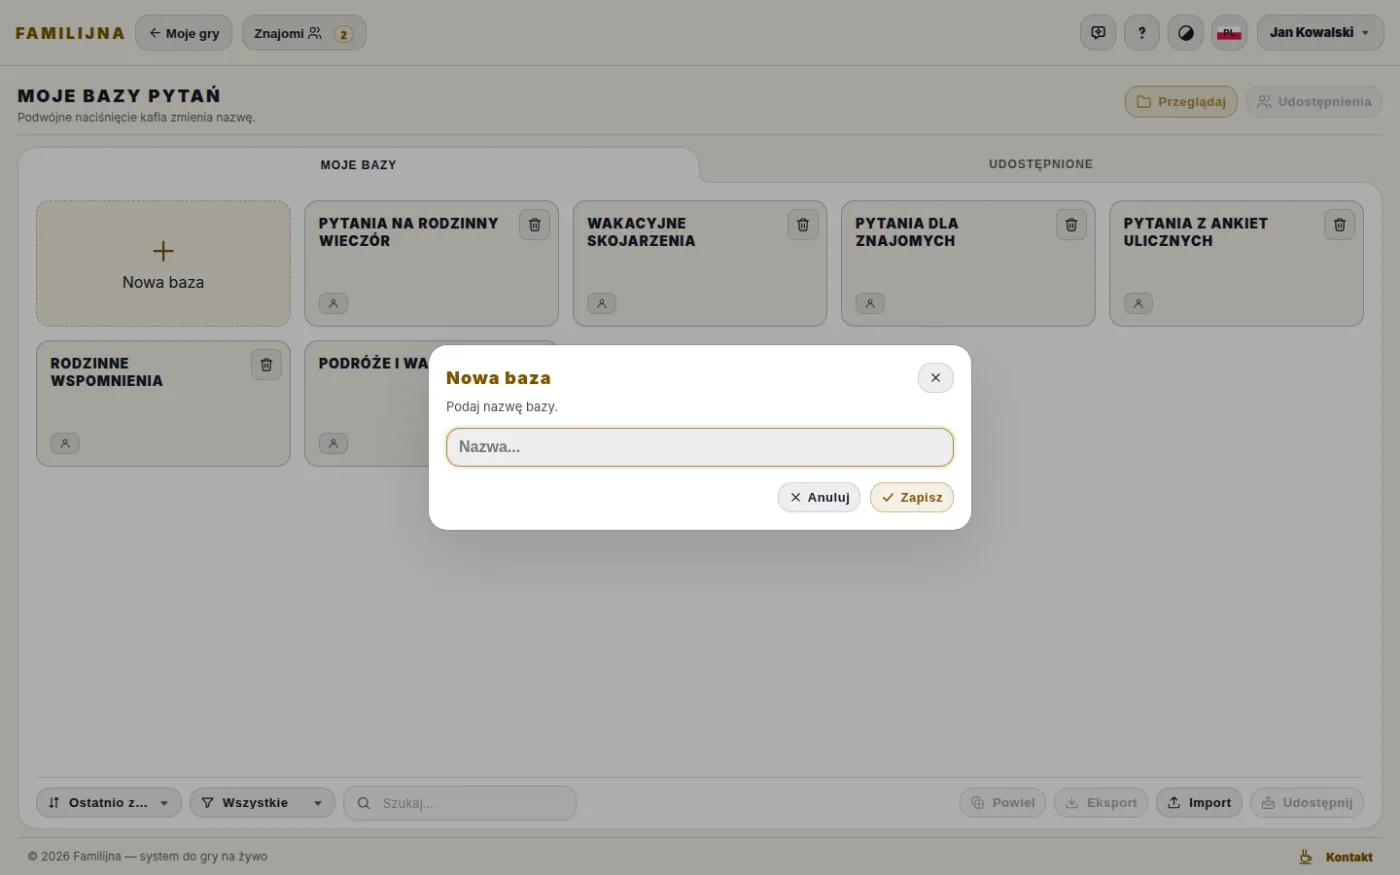 FAMILIJNA
Moje gry
Znajomi
2
?
PL
Jan Kowalski
MOJE BAZY PYTAŃ
Podwójne naciśnięcie kafla zmienia nazwę.
Przeglądaj
Udostępnienia
MOJE BAZY
UDOSTĘPNIONE
Nowa baza
PYTANIA NA RODZINNY
WIECZÓR
WAKACYJNE
SKOJARZENIA
PYTANIA DLA
ZNAJOMYCH
PYTANIA Z ANKIET
ULICZNYCH
RODZINNE
WSPOMNIENIA
PODRÓŻE I WA
Nowa baza
Podaj nazwę bazy.
Nazwa...
Anuluj
Zapisz
Ostatnio z...
Wszystkie
Szukaj...
Powiel
Eksport
Import
Udostępnij
© 2026 Familijna — system do gry na żywo
Kontakt